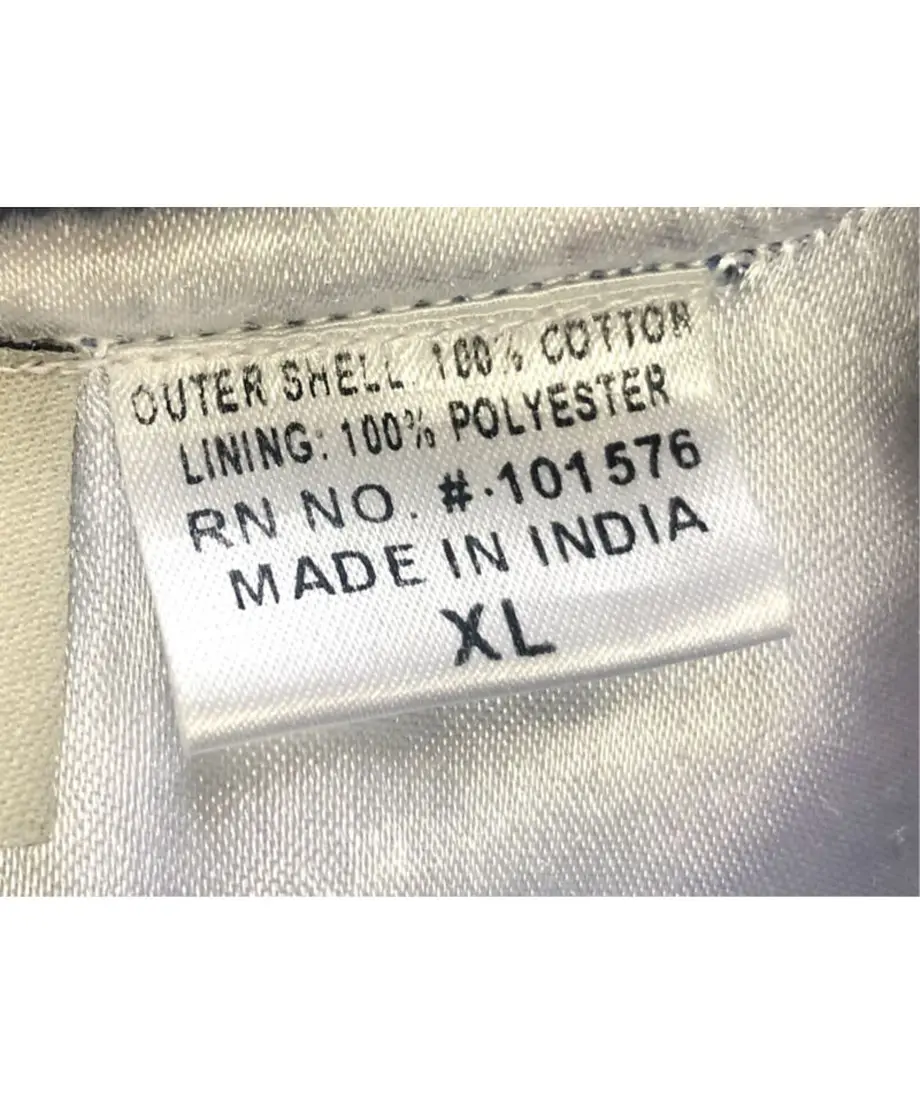 OUTER SHELL: 100% COTTON
LINING: 100% POLYESTER
RN NO. #.101576
MADE IN INDIA
XL